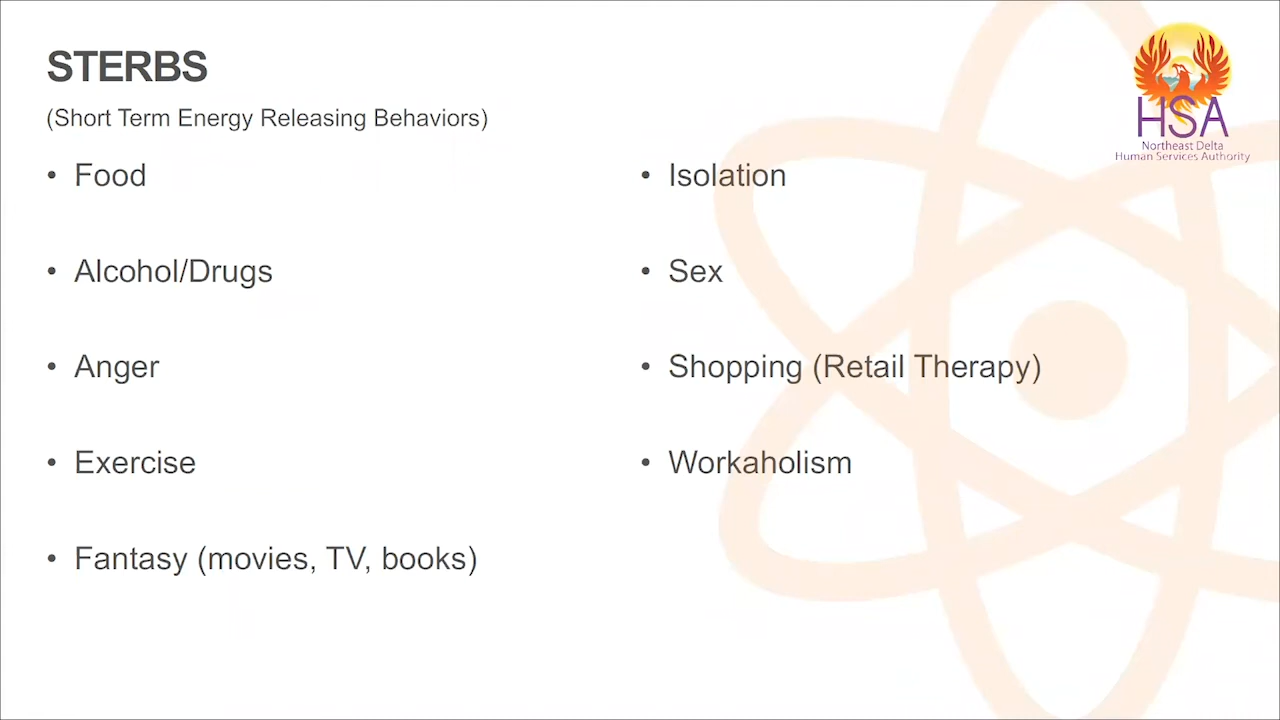 STERBS
(Short Term Energy Releasing Behaviors)
• Food
• Alcohol/Drugs
• Anger
• Exercise
• Fantasy (movies, TV, books)
• Isolation
• Sex
• Shopping (Retail Therapy)
• Workaholism
HSA
Northeast Delta
Human Services Authority